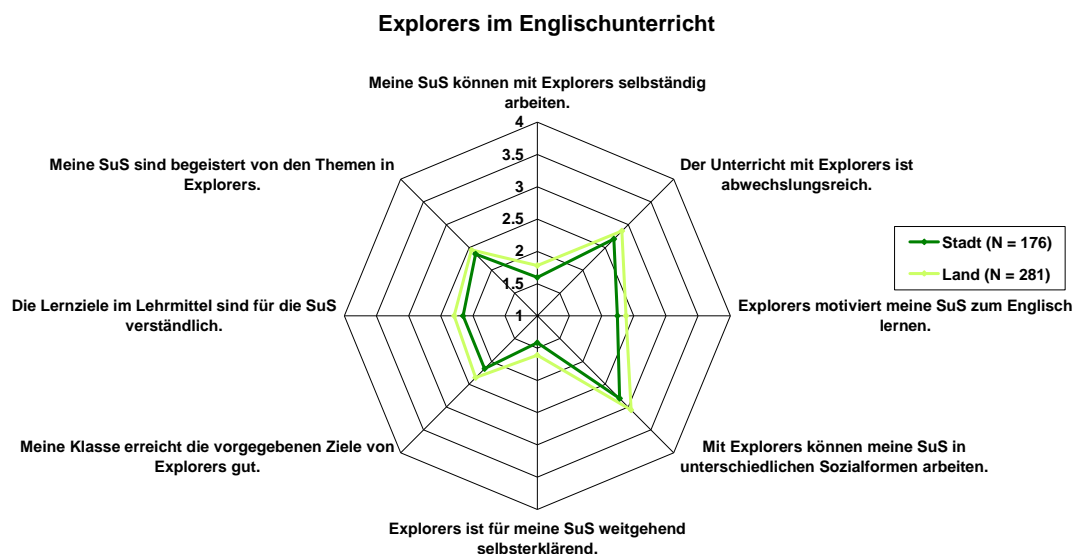 Explorers im Englischunterricht
Meine SuS können mit Explorers selbständig
arbeiten.
Der Unterricht mit Explorers ist
abwechslungsreich.
Explorers motiviert meine SuS zum Englisch
lernen.
Mit Explorers können meine SuS in
unterschiedlichen Sozialformen arbeiten.
Explorers ist für meine SuS weitgehend
selbsterklärend.
Meine Klasse erreicht die vorgegebenen Ziele von
Explorers gut.
Die Lernziele im Lehrmittel sind für die SuS
verständlich.
Meine SuS sind begeistert von den Themen in
Explorers.
4
3.5
3
2.5
2
1.5
1
Stadt (N = 176)
Land (N = 281)